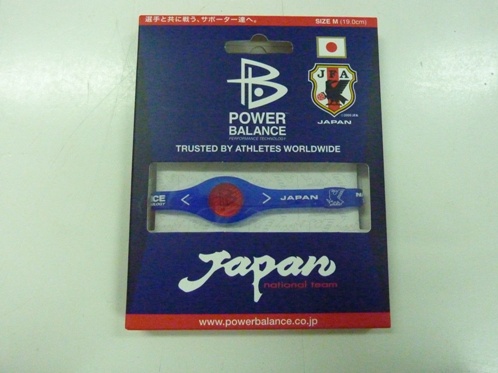 選手と共に戦う、サポーター達へ。
SIZE M (19.0cm)
JFA
JAPAN
POWER
BALANCE
PERFORMANCE TECHNOLOGY
TRUSTED BY ATHLETES WORLDWIDE
< > JAPAN
Japan
national team
www.powerbalance.co.jp